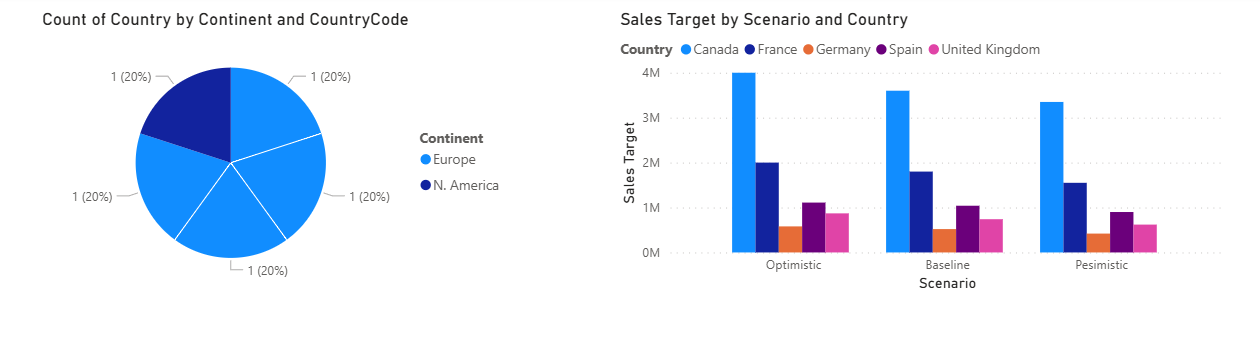 Count of Country by Continent and CountryCode
1 (20%)
1 (20%)
1 (20%)
1 (20%)
1 (20%)
Continent
Europe
N. America
Sales Target by Scenario and Country
Country Canada France Germany Spain United Kingdom
4M
3M
2M
1M
0M
Sales Target
Optimistic Baseline Pesimistic
Scenario